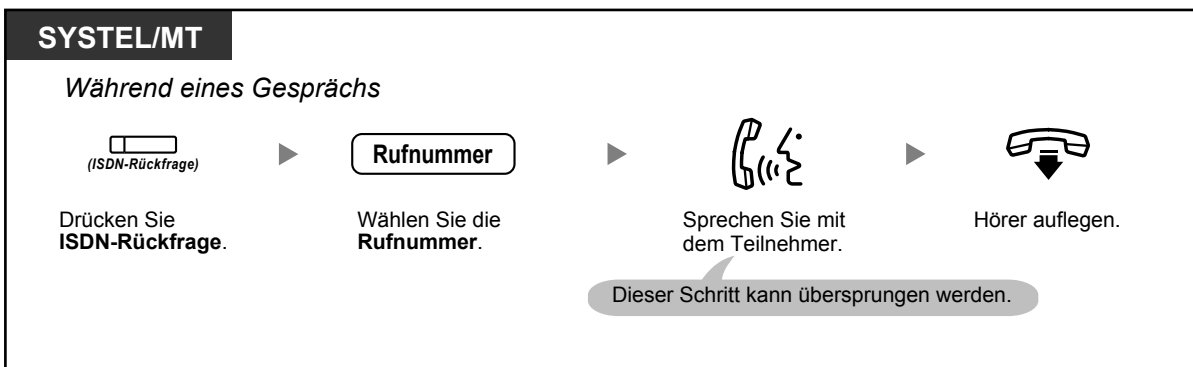 SYSTEL/MT
Während eines Gesprächs
(ISDN-Rückfrage)
Rufnummer
Drücken Sie
ISDN-Rückfrage.
Wählen Sie die
Rufnummer.
Sprechen Sie mit
dem Teilnehmer.
Hörer auflegen.
Dieser Schritt kann übersprungen werden.